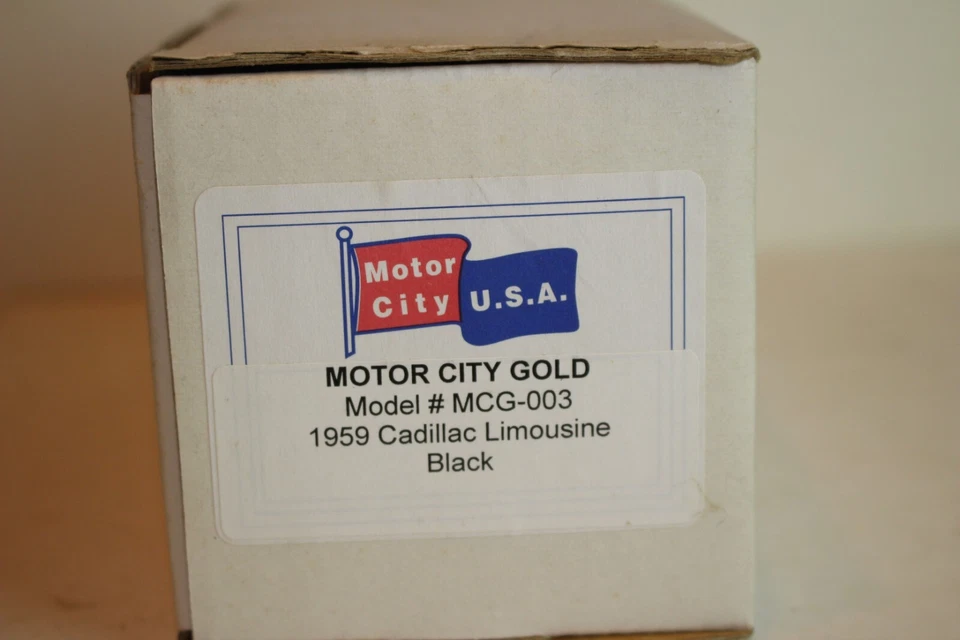 Motor
City
U.S.A.
MOTOR CITY GOLD
Model # MCG-003
1959 Cadillac Limousine
Black